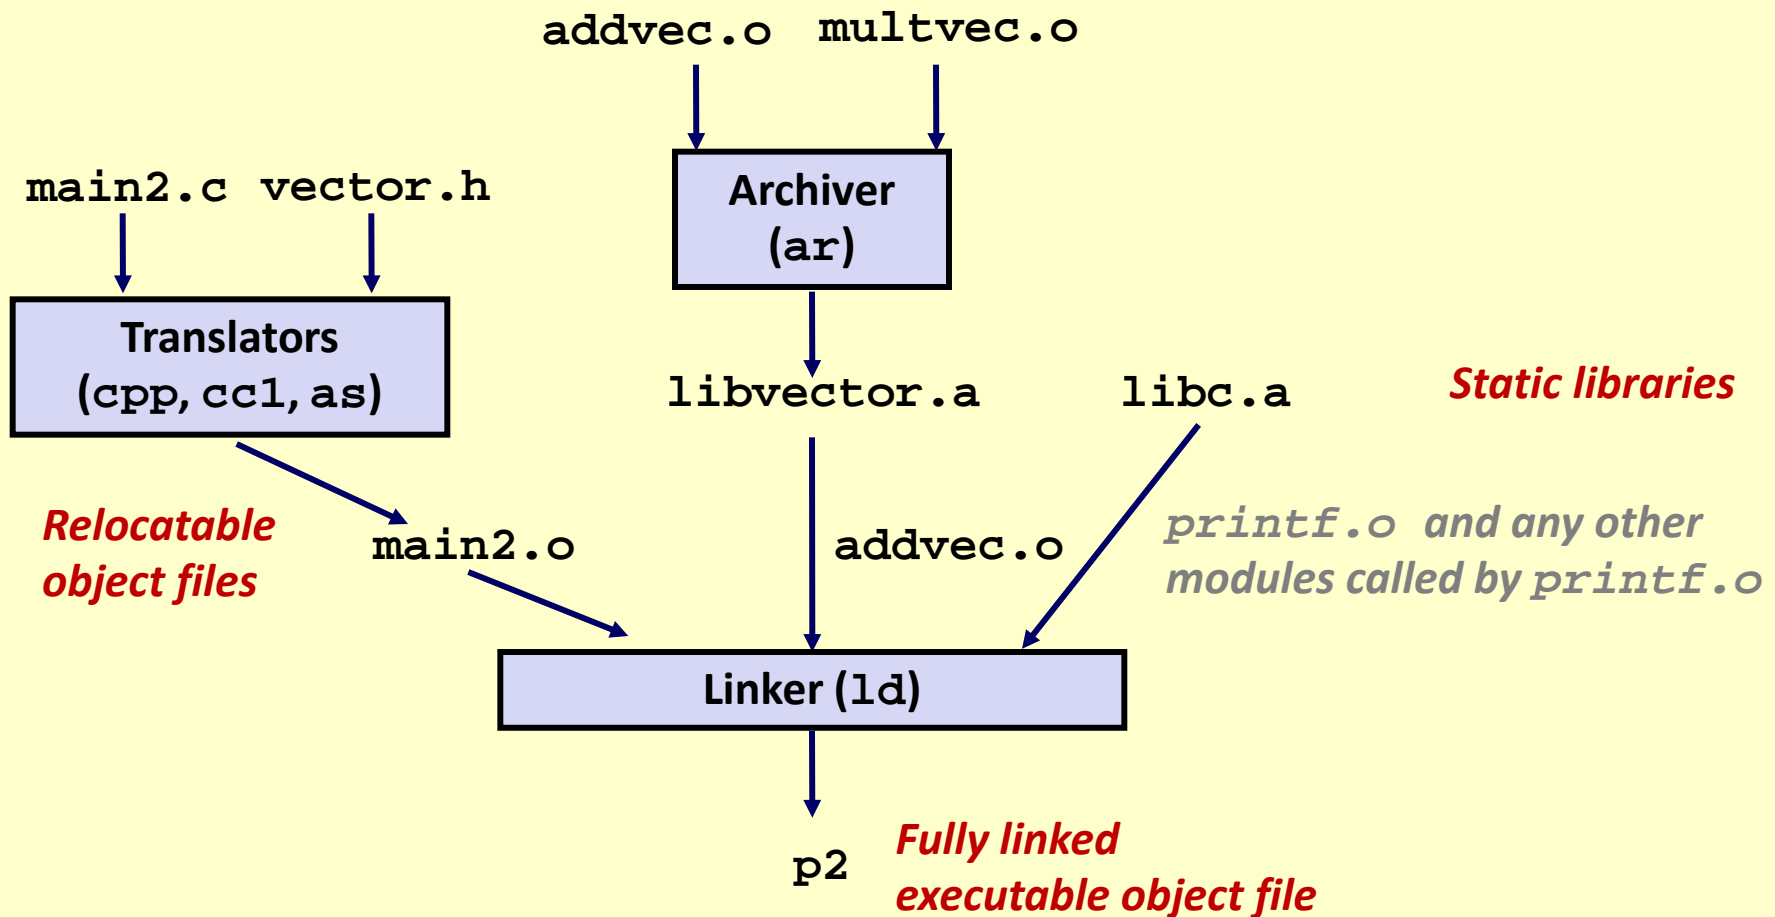 addvec.o multvec.o
main2.c vector.h
Archiver
(ar)
Translators
(cpp, cc1, as)
libvector.a
libc.a
Static libraries
Relocatable
object files
main2.o
addvec.o
printf.o and any other
modules called by printf.o
Linker (ld)
p2
Fully linked
executable object file